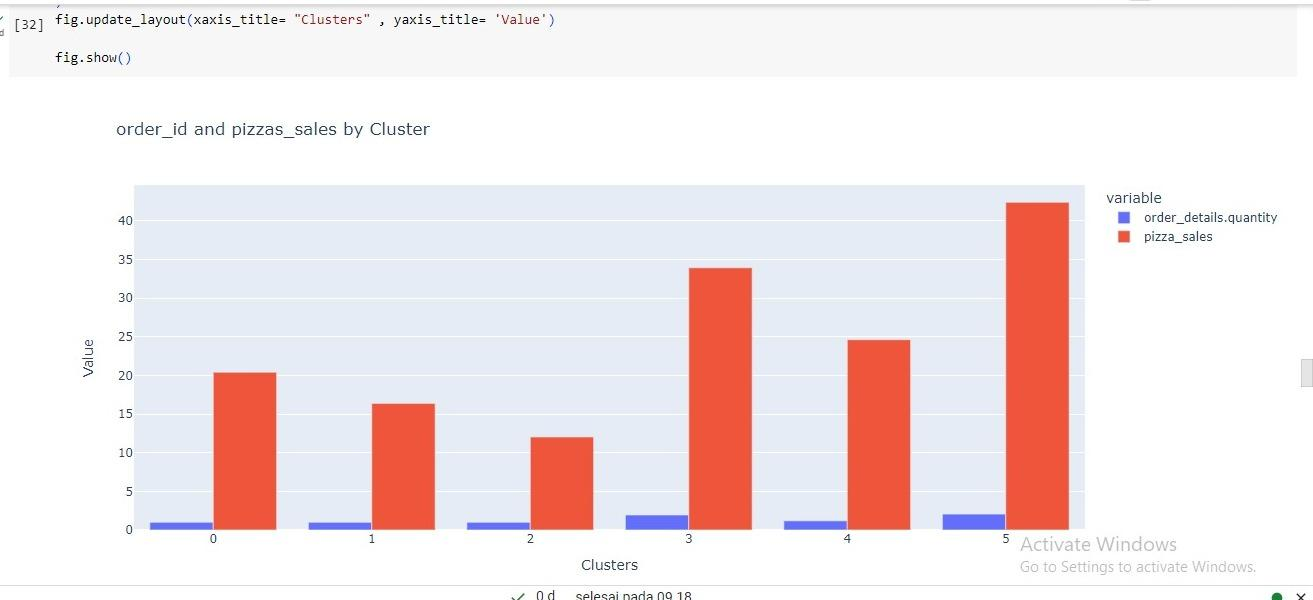 [32] fig.update_layout(xaxis_title= "Clusters" , yaxis_title= 'Value')
fig.show()
order_id and pizzas_sales by Cluster
variable
order_details.quantity
pizza_sales
40
35
30
25
20
15
10
5
0
Value
0 1 2 3 4 5
Clusters
Activate Windows
Go to Settings to activate Windows.
0 d selesai pada 09.18